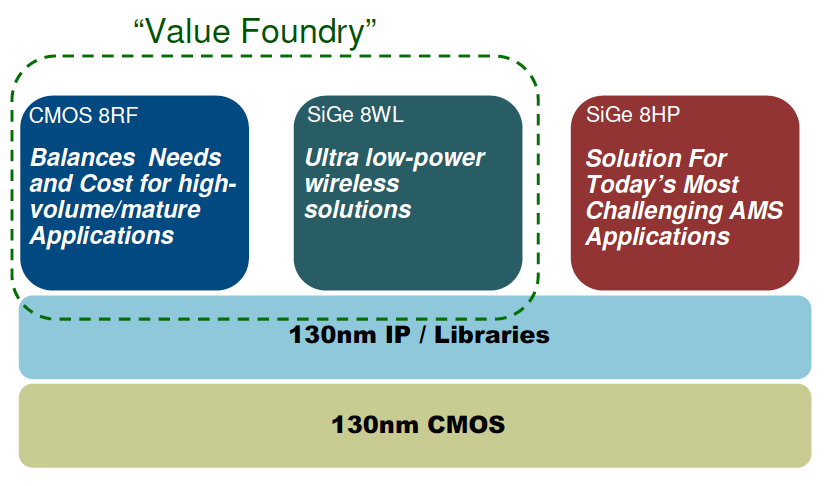 “Value Foundry”
CMOS 8RF
Balances Needs
and Cost for high-
volume/mature
Applications
SiGe 8WL
Ultra low-power
wireless
solutions
SiGe 8HP
Solution For
Today’s Most
Challenging AMS
Applications
130nm IP / Libraries
130nm CMOS